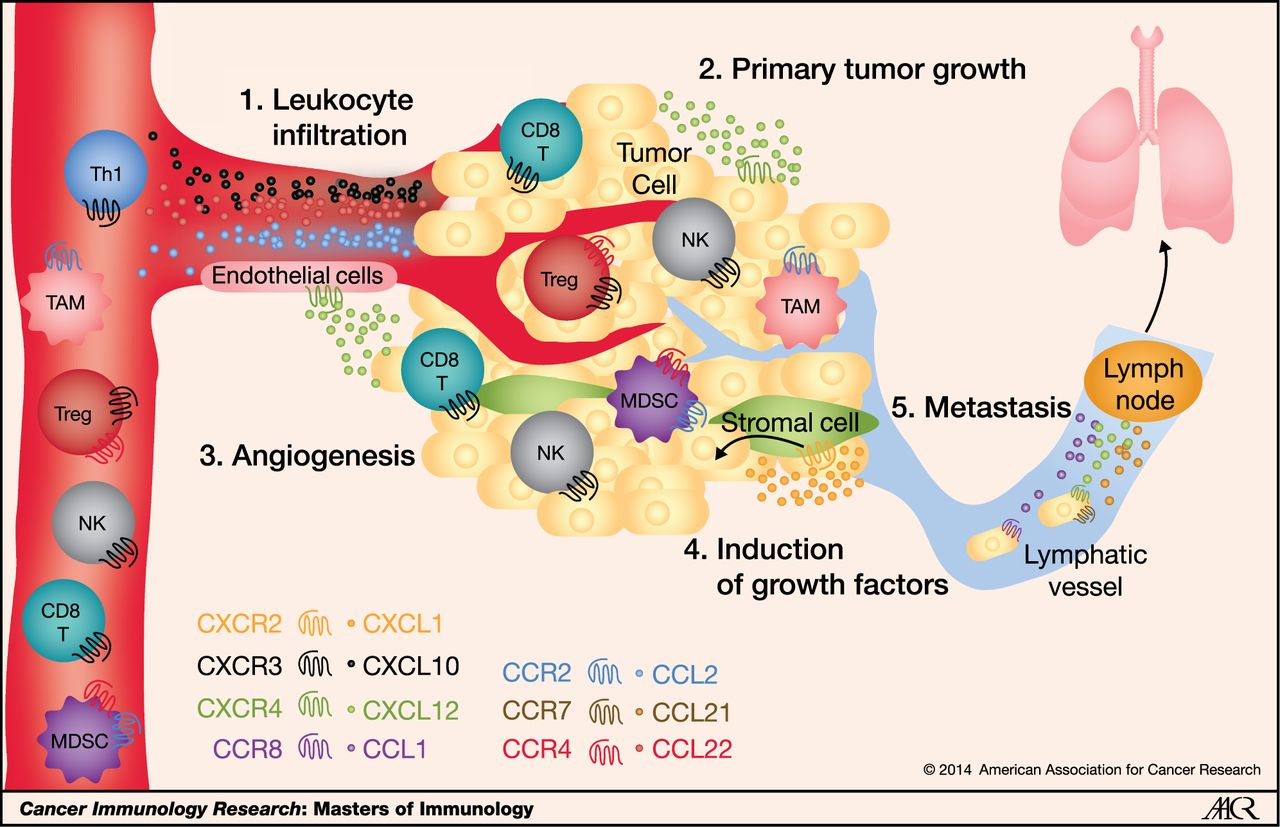 1. Leukocyte
infiltration
2. Primary tumor growth
CD8
T
Tumor
Cell
Th1
NK
Treg
TAM
Endothelial cells
TAM
CD8
T
MDSC
Stromal cell
5. Metastasis
Lymph
node
Treg
3. Angiogenesis
NK
NK
4. Induction
of growth factors
Lymphatic
vessel
CD8
T
MDSC
CXCR2 CXCL1
CXCR3 CXCL10
CXCR4 CXCL12
CCR8 CCL1
CCR2 CCL2
CCR7 CCL21
CCR4 CCL22
© 2014 American Association for Cancer Research
Cancer Immunology Research: Masters of Immunology
AACR